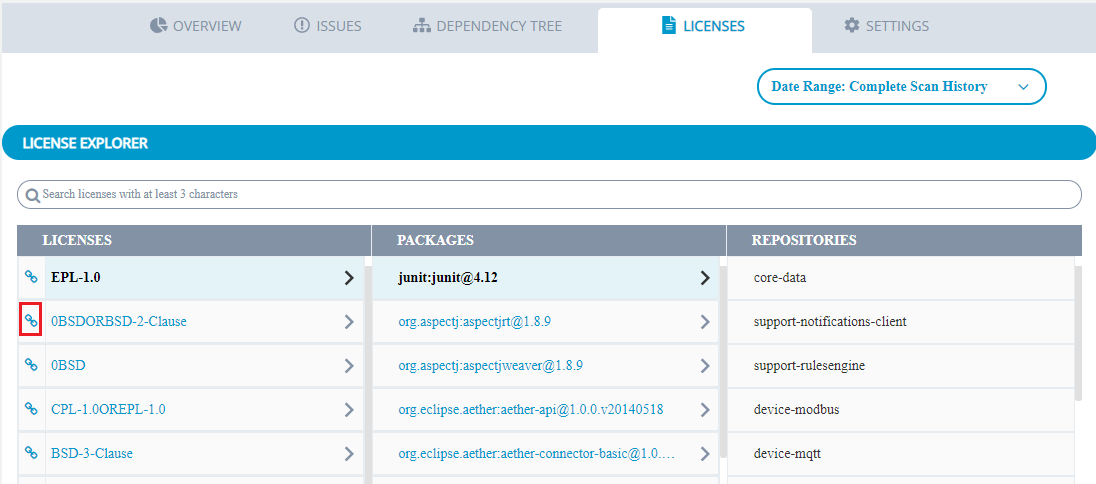 OVERVIEW ISSUES DEPENDENCY TREE LICENSES SETTINGS
Date Range: Complete Scan History
LICENSE EXPLORER
Search licenses with at least 3 characters
LICENSES PACKAGES REPOSITORIES
EPL-1.0 junit:junit@4.12 core-data
0BSDORBSD-2-Clause org.aspectj:aspectjrt@1.8.9 support-notifications-client
0BSD org.aspectj:aspectjweaver@1.8.9 support-rulesengine
CPL-1.0OREPL-1.0 org.eclipse.aether:aether-api@1.0.0.v20140518 device-modbus
BSD-3-Clause org.eclipse.aether:aether-connector-basic@1.0.… device-mqtt